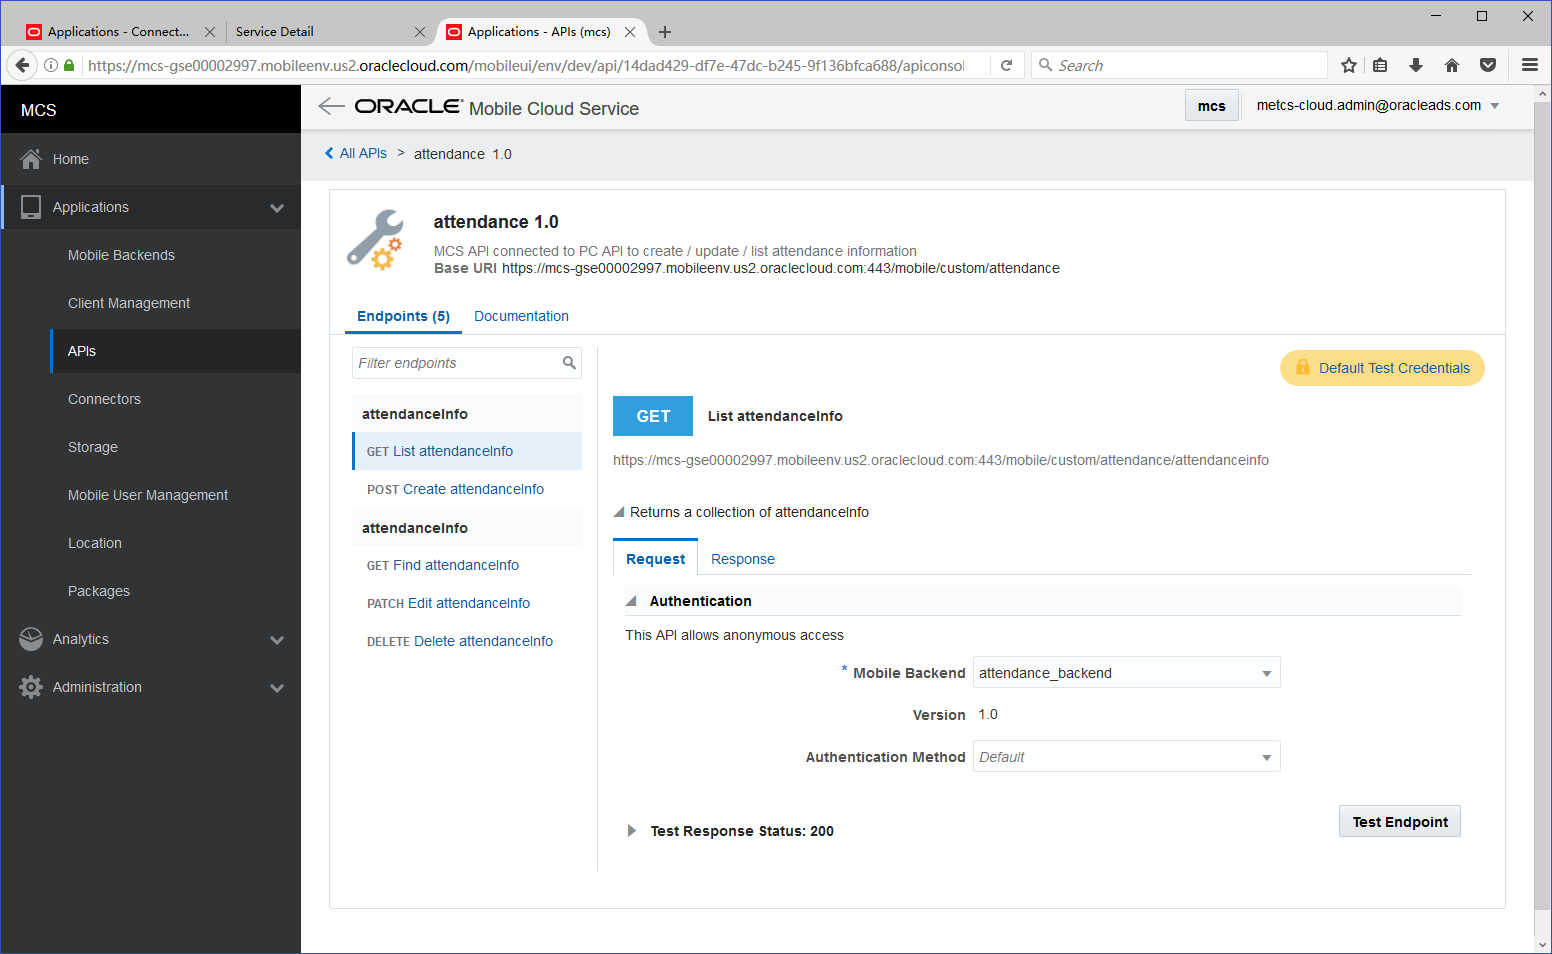 Applications - Connect...
Service Detail
Applications - APIs (mcs)
https://mcs-gse00002997.mobileenv.us2.oraclecloud.com/mobileui/env/dev/api/14dad429-df7e-47dc-b245-9f136bfca688/apiconsol
Search
MCS
ORACLE Mobile Cloud Service
mcs
metcs-cloud.admin@oracleads.com
Home
Applications
Mobile Backends
Client Management
APIs
Connectors
Storage
Mobile User Management
Location
Packages
Analytics
Administration
All APIs > attendance 1.0
attendance 1.0
MCS API connected to PC API to create / update / list attendance information
Base URI https://mcs-gse00002997.mobileenv.us2.oraclecloud.com:443/mobile/custom/attendance
Endpoints (5)
Documentation
Filter endpoints
attendanceInfo
GET List attendanceInfo
POST Create attendanceInfo
attendanceInfo
GET Find attendanceInfo
PATCH Edit attendanceInfo
DELETE Delete attendanceInfo
Default Test Credentials
GET List attendanceInfo
https://mcs-gse00002997.mobileenv.us2.oraclecloud.com:443/mobile/custom/attendance/attendanceinfo
Returns a collection of attendanceInfo
Request
Response
Authentication
This API allows anonymous access
* Mobile Backend attendance_backend
Version 1.0
Authentication Method Default
Test Response Status: 200
Test Endpoint